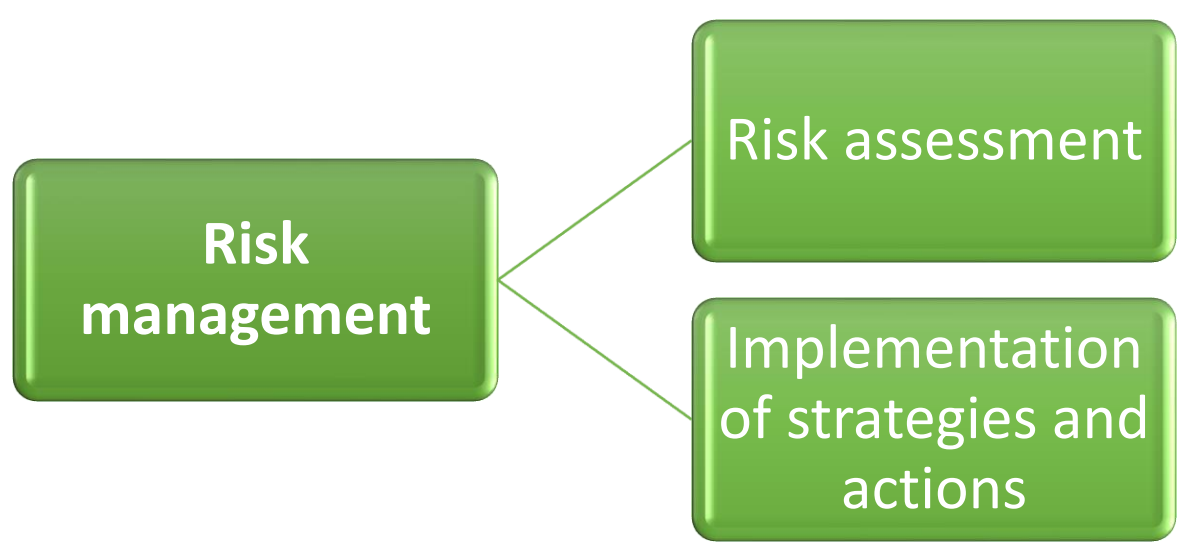 Risk
management
Risk assessment
Implementation
of strategies and
actions